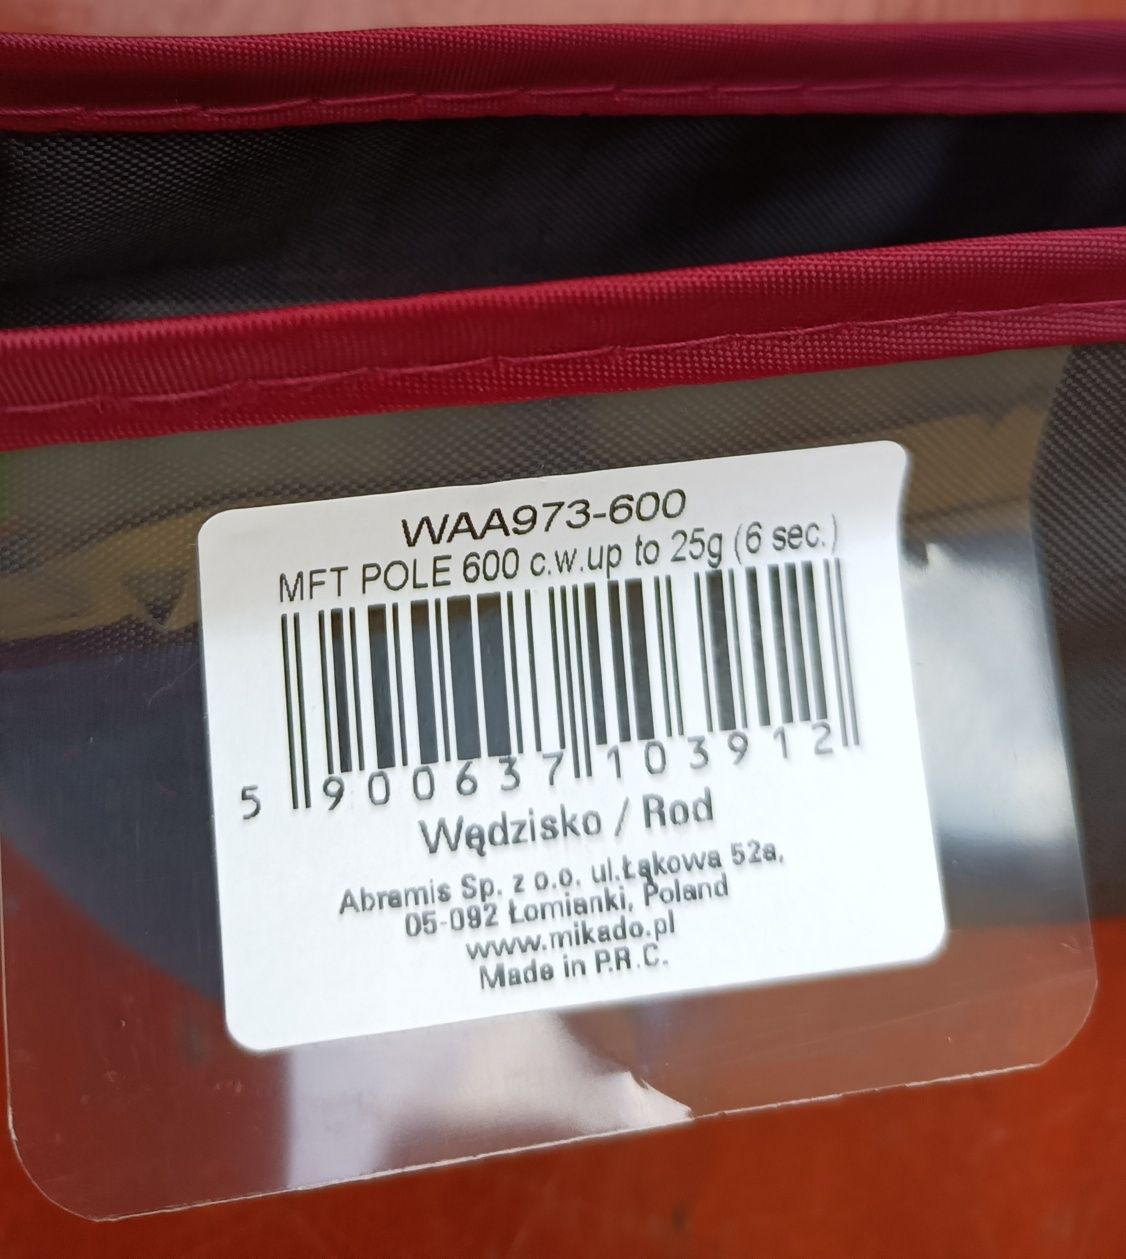 WAA973-600
MFT POLE 600 c.w.up to 25g (6 sec.)
5 900637 103912
Wędzisko / Rod
Abramis Sp. z o.o. ul.Łąkowa 52a,
05-092 Łomianki, Poland
www.mikado.pl
Made in P.R.C.